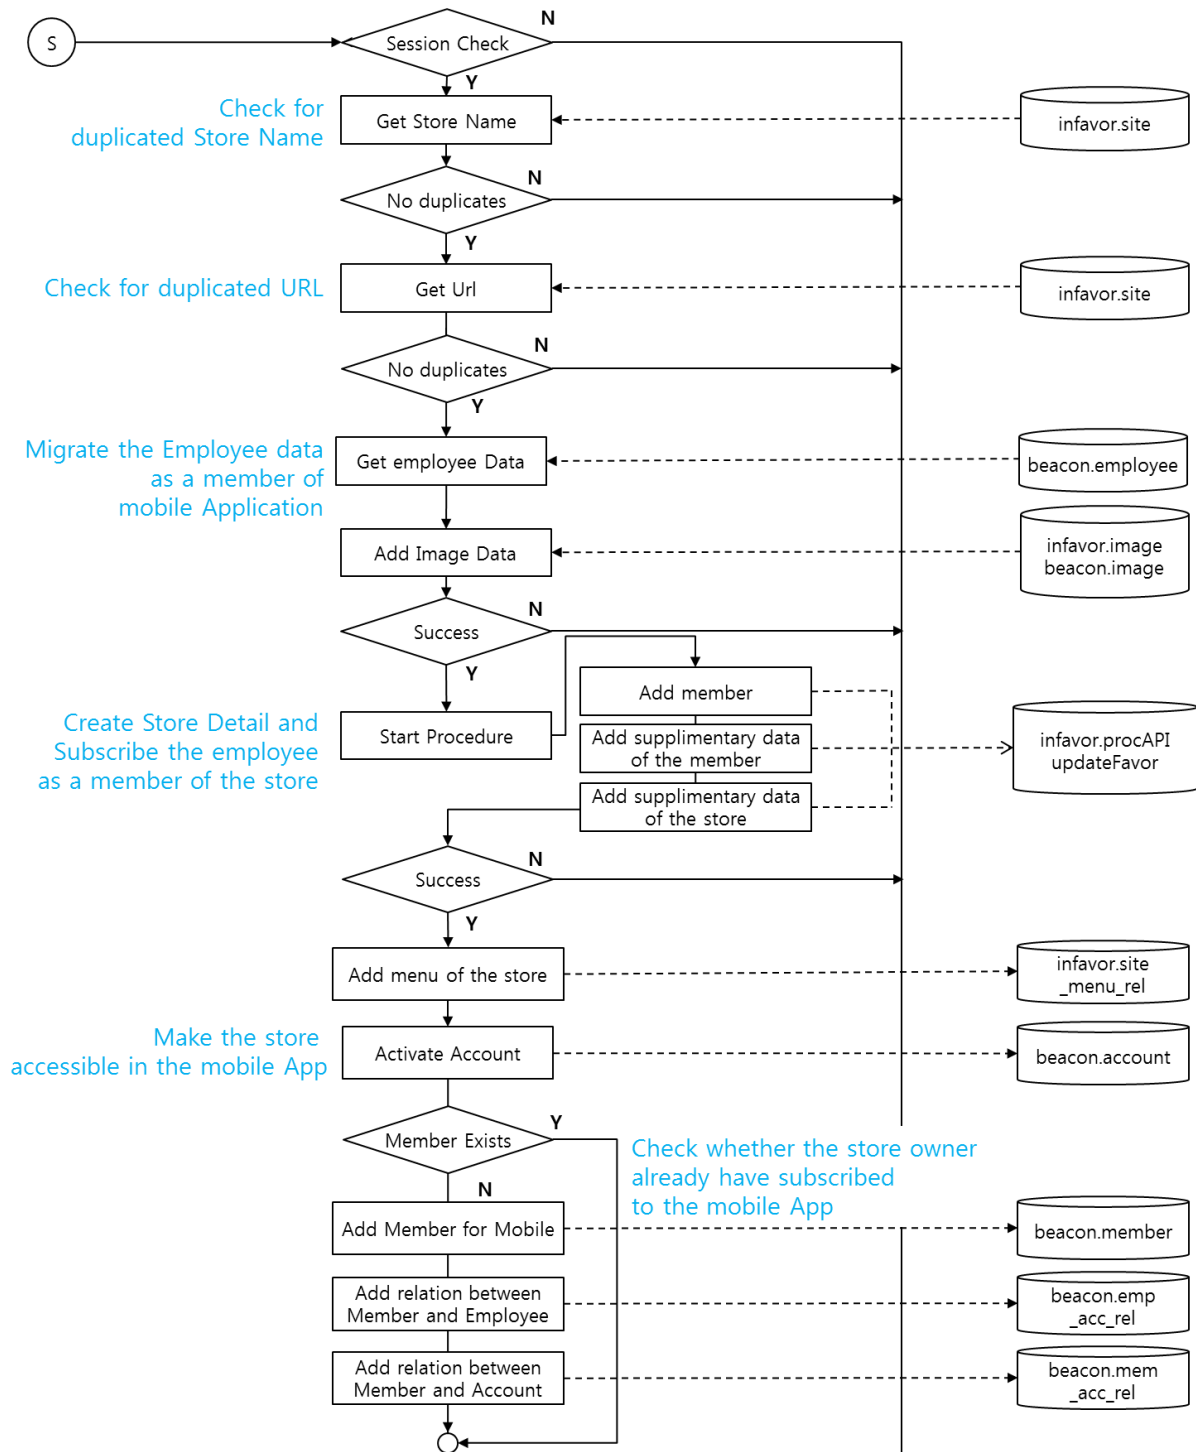 S
Session Check
N
Y
Check for
duplicated Store Name
Get Store Name
infavor.site
No duplicates
N
Y
Check for duplicated URL
Get Url
infavor.site
No duplicates
N
Y
Migrate the Employee data
as a member of
mobile Application
Get employee Data
beacon.employee
Add Image Data
infavor.image
beacon.image
Success
N
Y
Create Store Detail and
Subscribe the employee
as a member of the store
Start Procedure
Add member
Add supplimentary data
of the member
Add supplimentary data
of the store
infavor.procAPI
updateFavor
Success
N
Y
Add menu of the store
infavor.site
_menu_rel
Make the store
accessible in the mobile App
Activate Account
beacon.account
Member Exists
Y
N
Check whether the store owner
already have subscribed
to the mobile App
Add Member for Mobile
beacon.member
Add relation between
Member and Employee
beacon.emp
_acc_rel
Add relation between
Member and Account
beacon.mem
_acc_rel